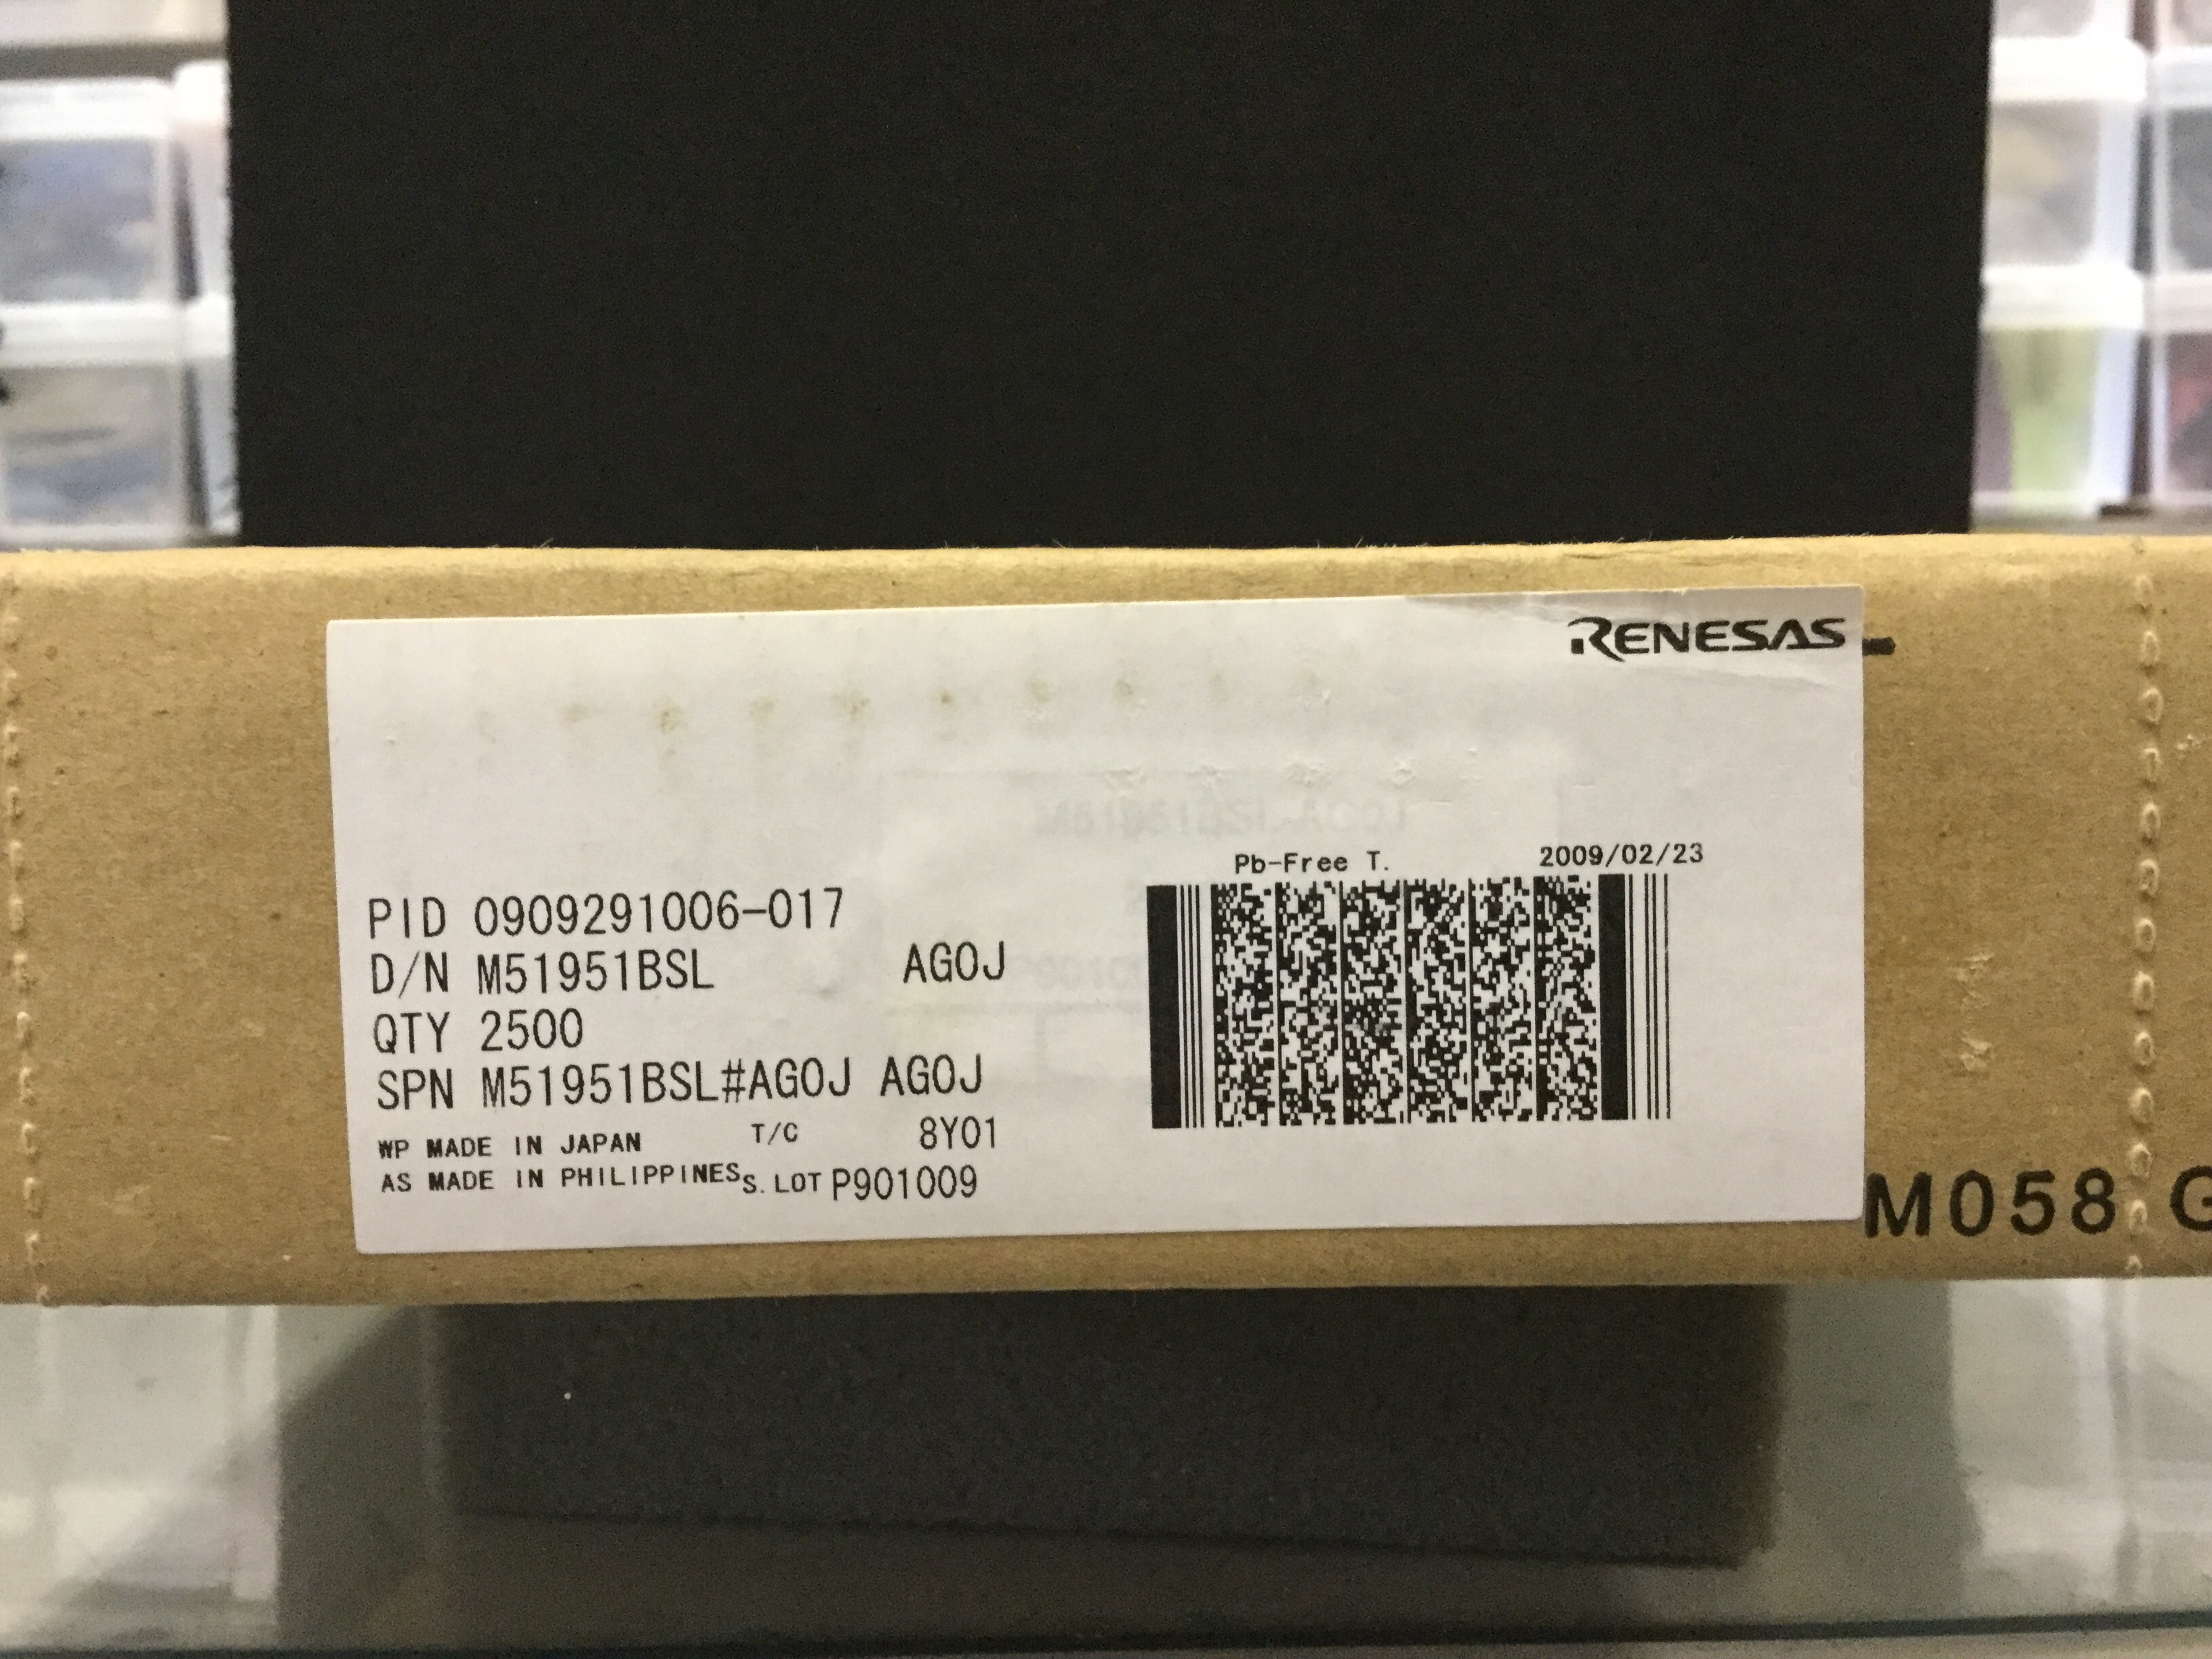 RENESAS
Pb-Free T. 2009/02/23
PID 0909291006-017
D/N M51951BSL AG0J
QTY 2500
SPN M51951BSL#AG0J AG0J
WP MADE IN JAPAN T/C 8Y01
AS MADE IN PHILIPPINES S. LOT P901009
M058 G